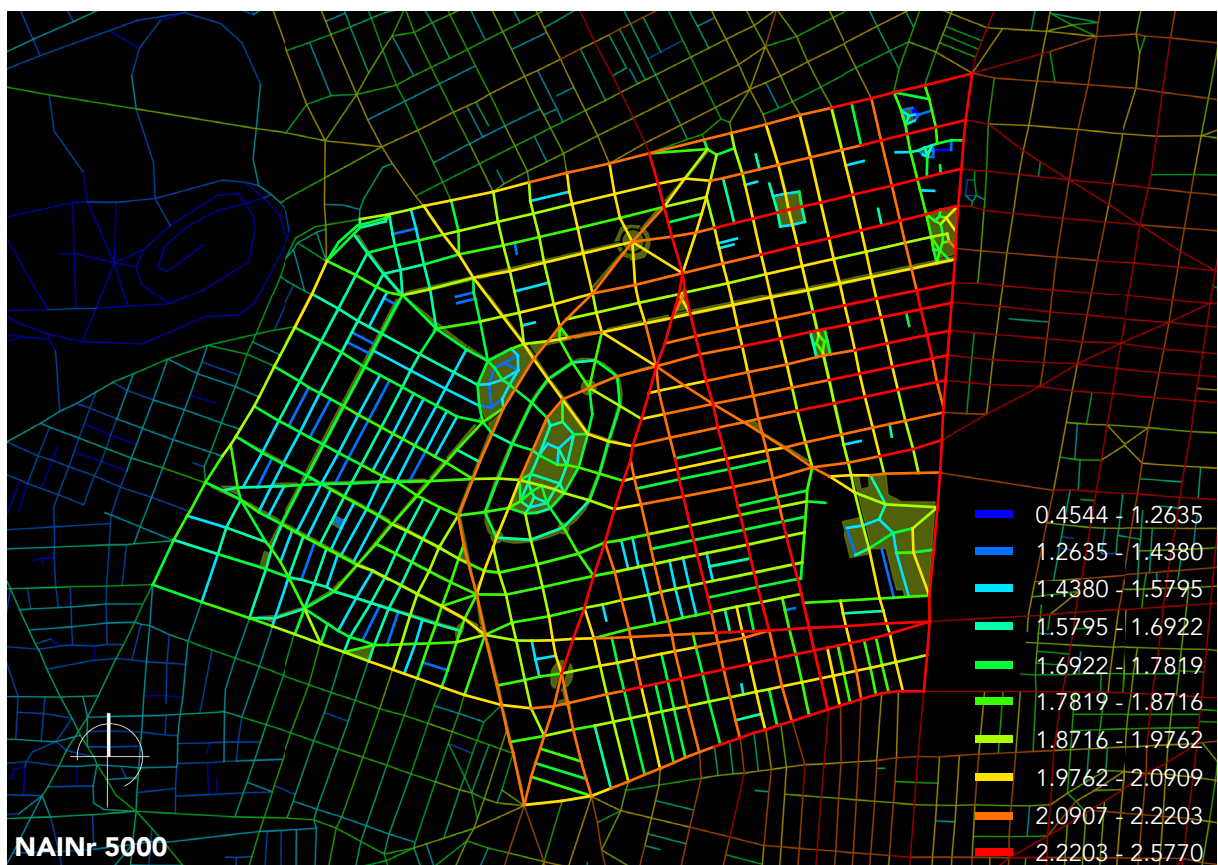 0.4544 - 1.2635
1.2635 - 1.4380
1.4380 - 1.5795
1.5795 - 1.6922
1.6922 - 1.7819
1.7819 - 1.8716
1.8716 - 1.9762
1.9762 - 2.0909
2.0907 - 2.2203
2.2203 - 2.5770
NAINr 5000